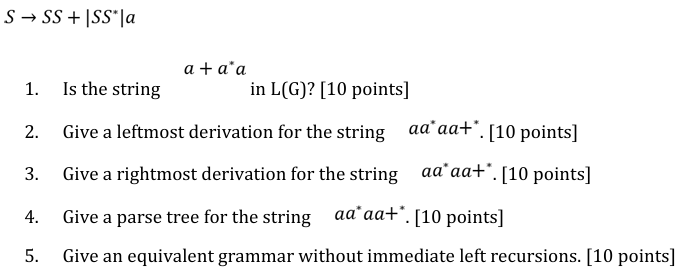 S → SS + |SS*|a
1. Is the string a + a*a in L(G)? [10 points]
2. Give a leftmost derivation for the string aa*aa+*. [10 points]
3. Give a rightmost derivation for the string aa*aa+*. [10 points]
4. Give a parse tree for the string aa*aa+*. [10 points]
5. Give an equivalent grammar without immediate left recursions. [10 points]